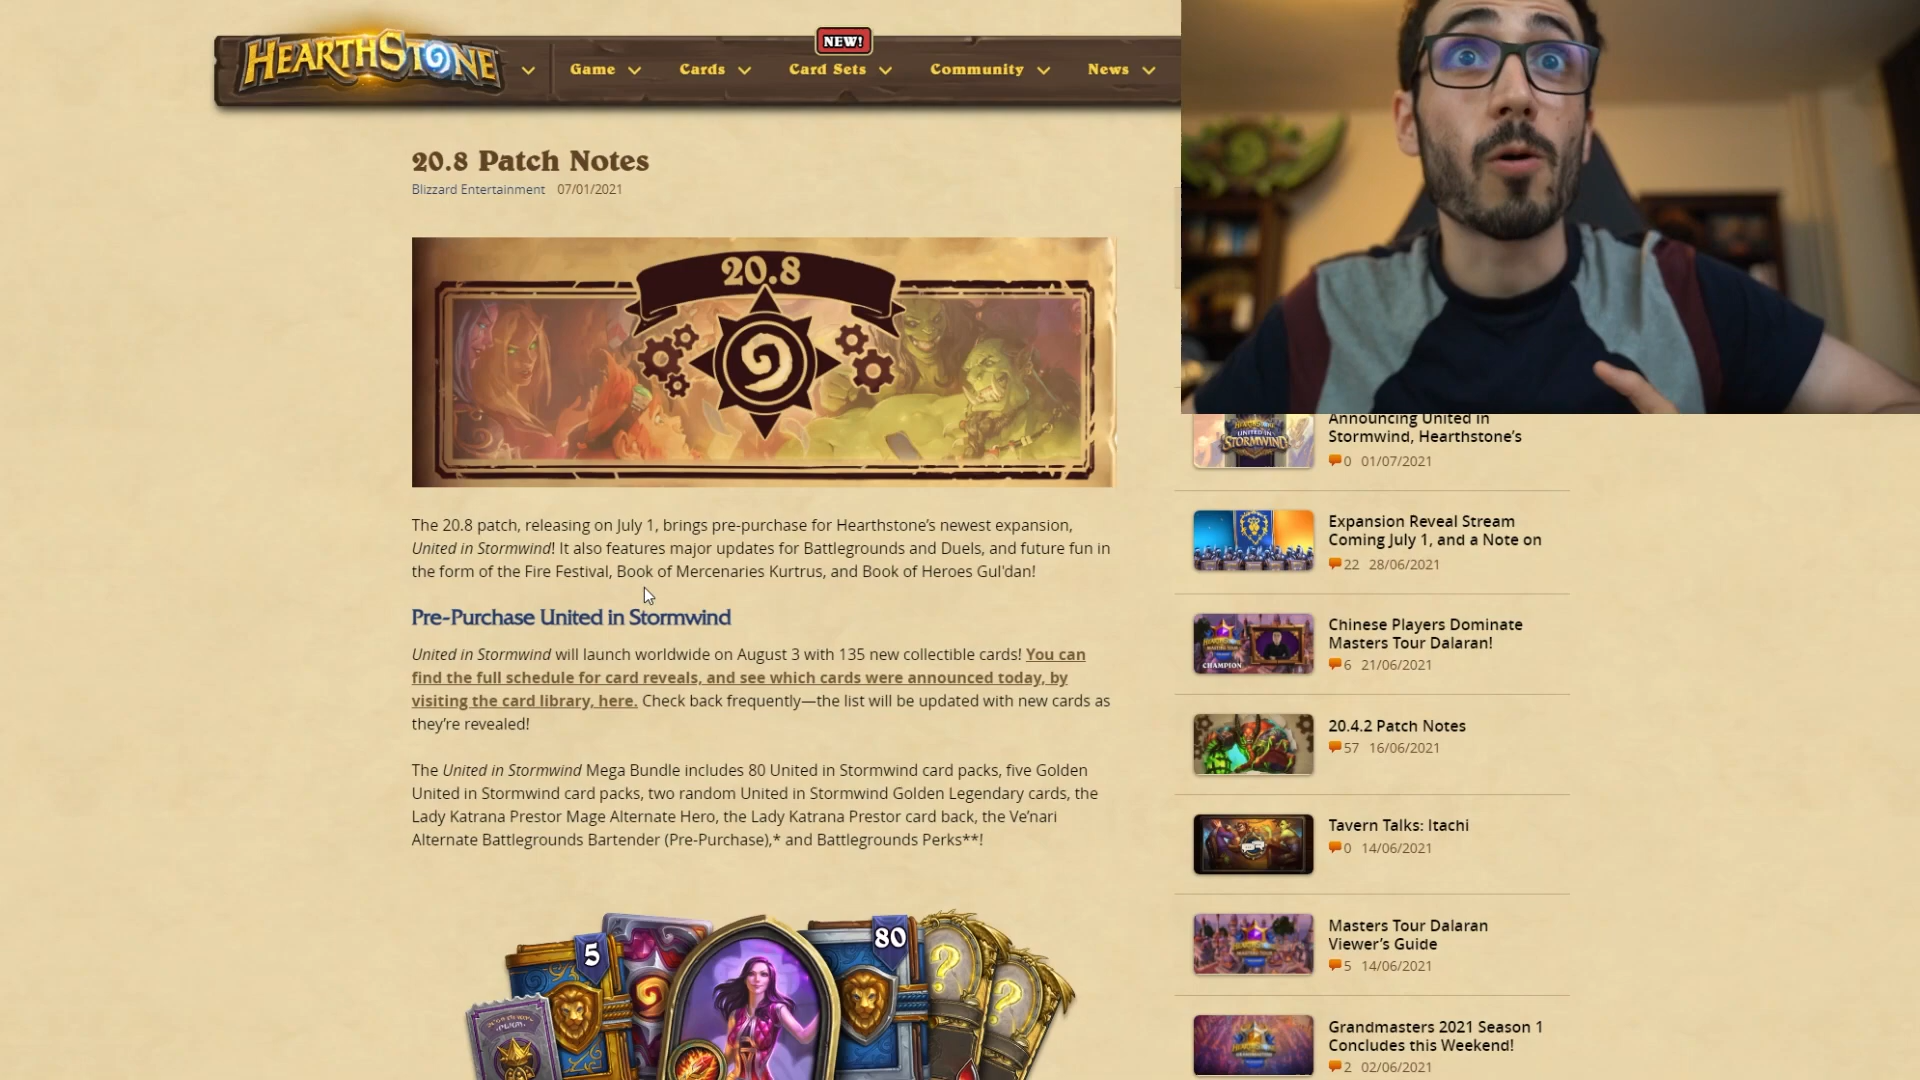 HEARTHSTONE
Game
Cards
NEW!
Card Sets
Community
News
20.8 Patch Notes
Blizzard Entertainment 07/01/2021
20.8
The 20.8 patch, releasing on July 1, brings pre-purchase for Hearthstone’s newest expansion,
United in Stormwind! It also features major updates for Battlegrounds and Duels, and future fun in
the form of the Fire Festival, Book of Mercenaries Kurtrus, and Book of Heroes Gul'dan!
Pre-Purchase United in Stormwind
United in Stormwind will launch worldwide on August 3 with 135 new collectible cards! You can
find the full schedule for card reveals, and see which cards were announced today, by
visiting the card library, here. Check back frequently—the list will be updated with new cards as
they’re revealed!
The United in Stormwind Mega Bundle includes 80 United in Stormwind card packs, five Golden
United in Stormwind card packs, two random United in Stormwind Golden Legendary cards, the
Lady Katrana Prestor Mage Alternate Hero, the Lady Katrana Prestor card back, the Ve’nari
Alternate Battlegrounds Bartender (Pre-Purchase),* and Battlegrounds Perks**!
5
80
UNITED IN
STORMWIND
Announcing United in
Stormwind, Hearthstone’s
0 01/07/2021
Expansion Reveal Stream
Coming July 1, and a Note on
22 28/06/2021
CHAMPION
Chinese Players Dominate
Masters Tour Dalaran!
6 21/06/2021
20.4.2 Patch Notes
57 16/06/2021
Tavern Talks: Itachi
0 14/06/2021
Masters Tour Dalaran
Viewer’s Guide
5 14/06/2021
Grandmasters 2021 Season 1
Concludes this Weekend!
2 02/06/2021